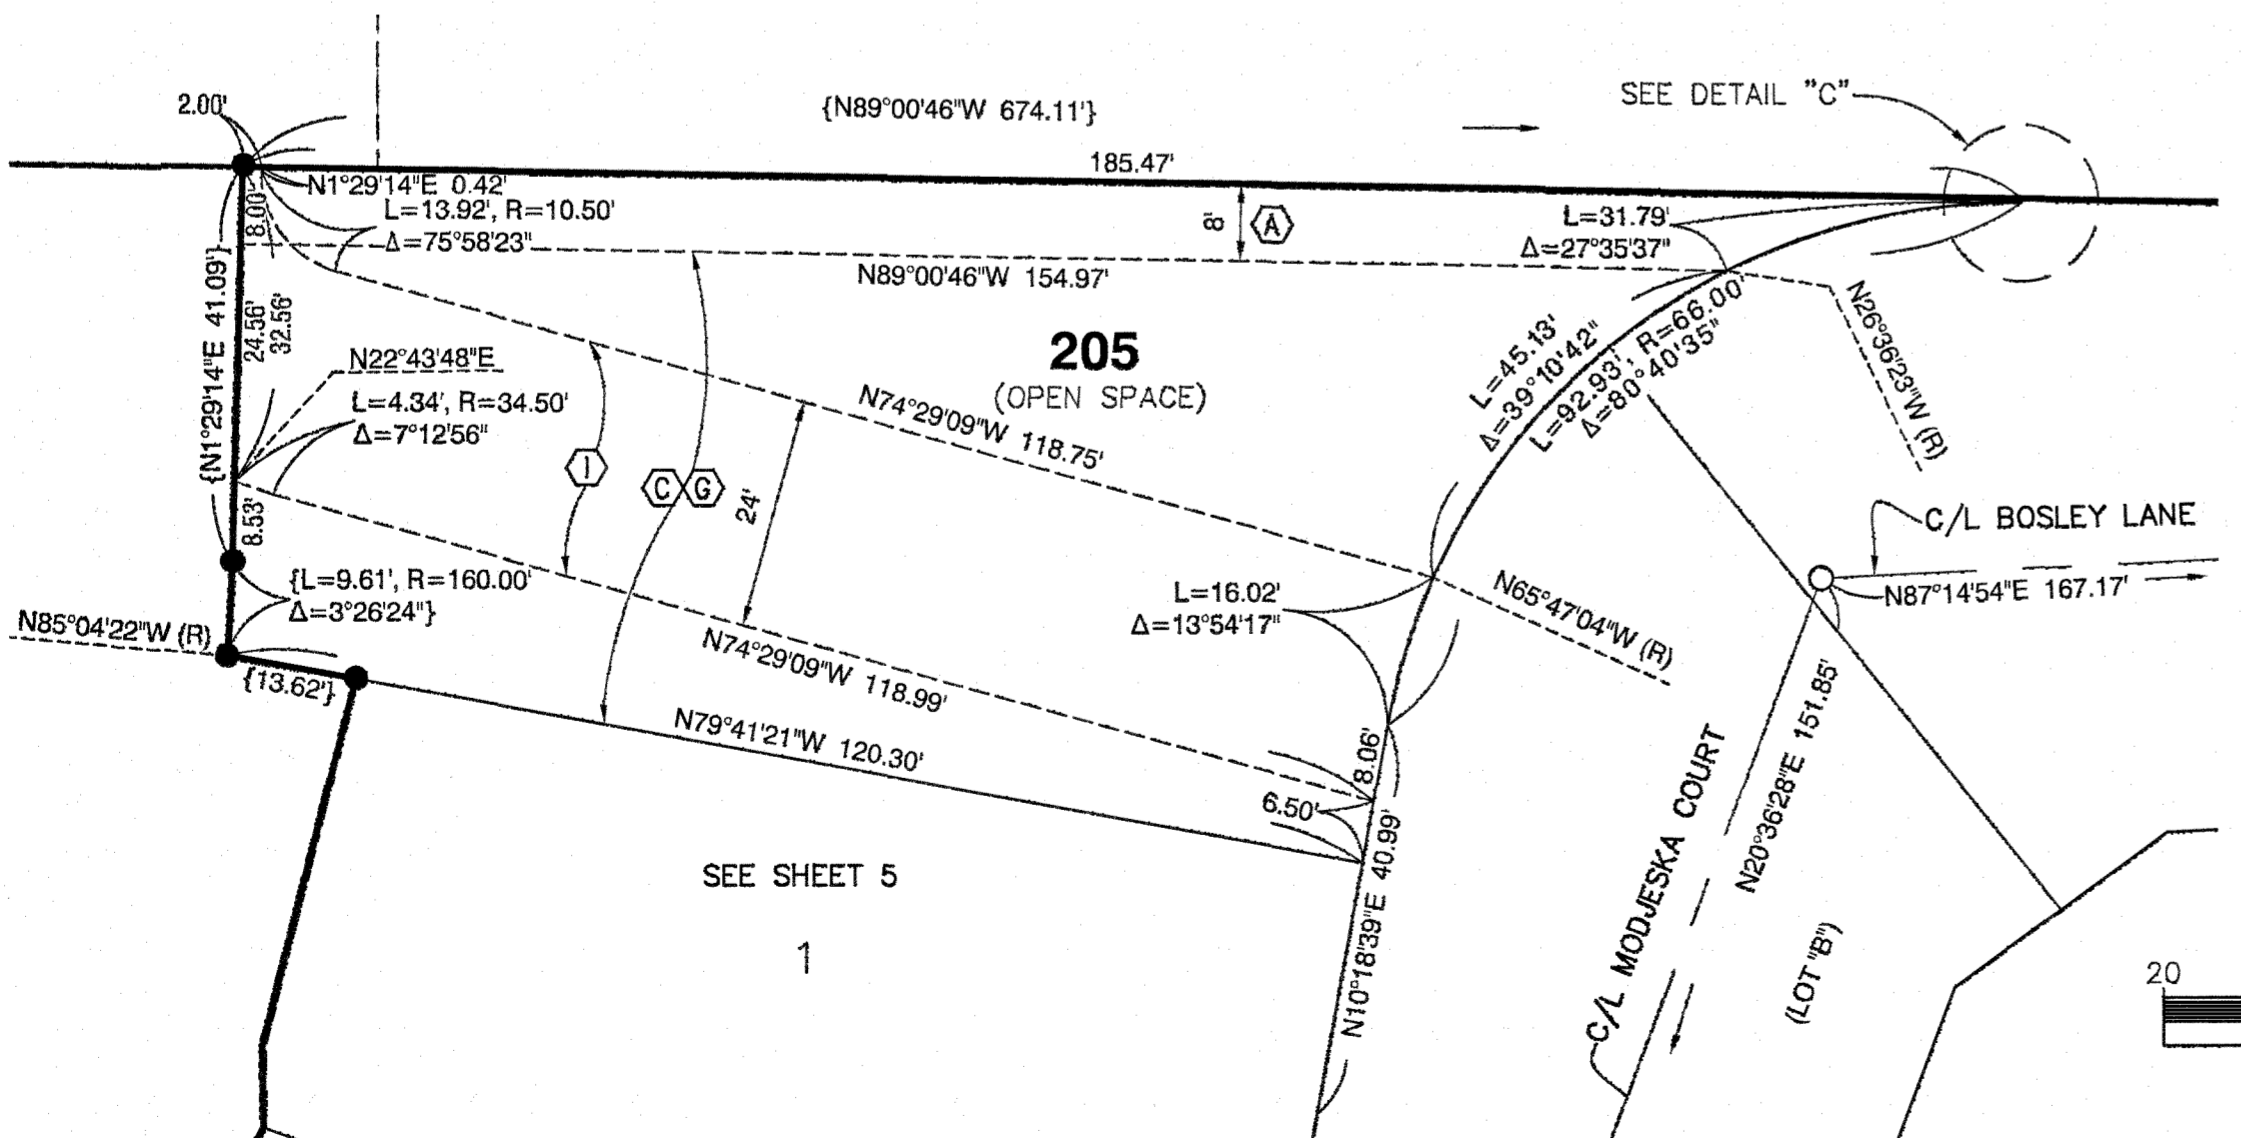 2.00'
{N89°00'46"W 674.11'}
SEE DETAIL "C"
185.47'
N1°29'14"E 0.42'
L=13.92', R=10.50'
Δ=75°58'23"
8.00'
8'
A
L=31.79'
Δ=27°35'37"
N89°00'46"W 154.97'
{N1°29'14"E 41.09'}
24.56'
32.56'
N22°43'48"E
L=4.34', R=34.50'
Δ=7°12'56"
205
(OPEN SPACE)
N74°29'09"W 118.75'
L=45.13'
Δ=39°10'42"
L=92.93', R=66.00'
Δ=80°40'35"
N26°36'23"W (R)
I
C
G
24'
8.53'
C/L BOSLEY LANE
N87°14'54"E 167.17'
{L=9.61', R=160.00'
Δ=3°26'24"}
N85°04'22"W (R)
{13.62'}
L=16.02'
Δ=13°54'17"
N65°47'04"W (R)
N74°29'09"W 118.99'
N79°41'21"W 120.30'
8.06'
6.50'
N10°18'39"E 40.99'
C/L MODJESKA COURT
N20°36'28"E 151.85'
(LOT "B")
SEE SHEET 5
1
20